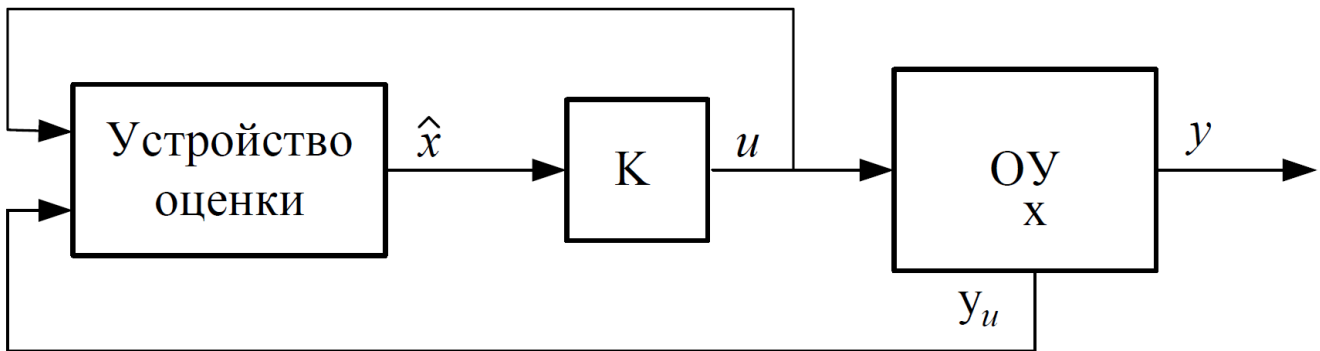 Устройство
оценки
x̂
К
u
ОУ
х
y
yᵤ